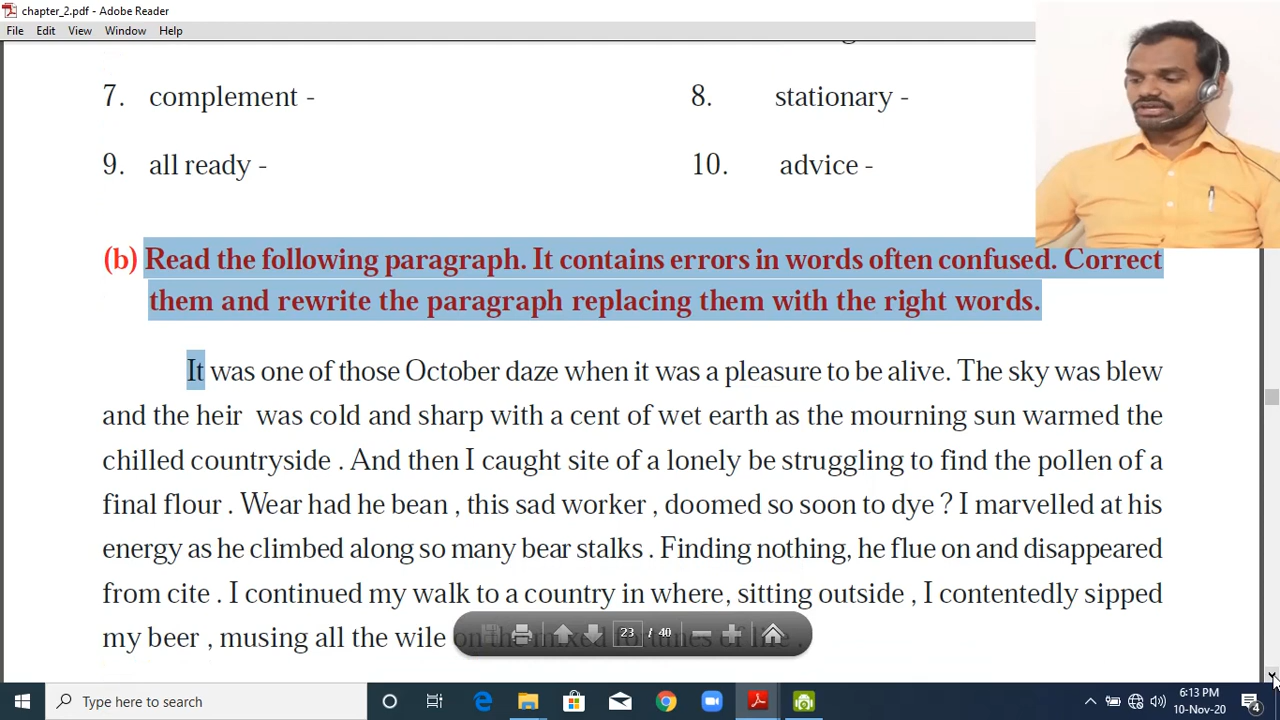 chapter_2.pdf - Adobe Reader
File Edit View Window Help
7. complement - 8. stationary -
9. all ready - 10. advice -
(b) Read the following paragraph. It contains errors in words often confused. Correct
them and rewrite the paragraph replacing them with the right words.
It was one of those October daze when it was a pleasure to be alive. The sky was blew
and the heir was cold and sharp with a cent of wet earth as the mourning sun warmed the
chilled countryside . And then I caught site of a lonely be struggling to find the pollen of a
final flour . Wear had he bean , this sad worker , doomed so soon to dye ? I marvelled at his
energy as he climbed along so many bear stalks . Finding nothing, he flue on and disappeared
from cite . I continued my walk to a country in where, sitting outside , I contentedly sipped
my beer , musing all the wile on the mixed fortunes of life .
23 / 40
Type here to search
6:13 PM
10-Nov-20
4